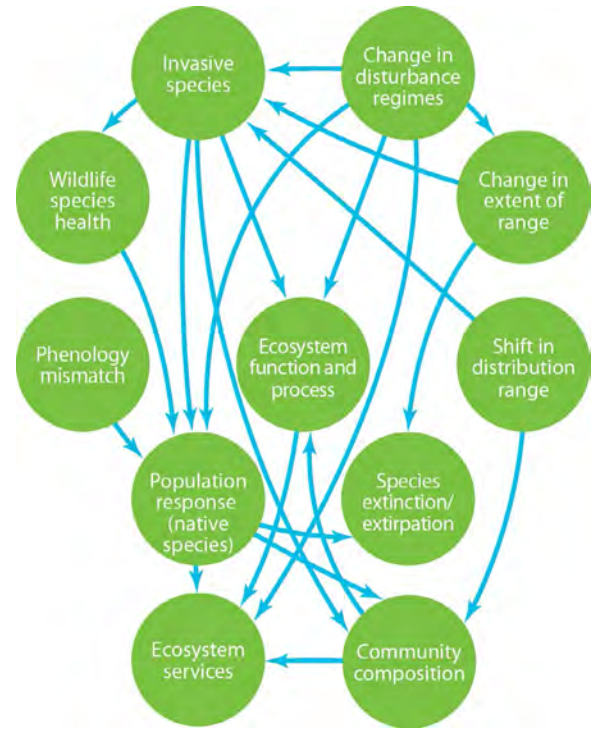 Invasive
species
Change in
disturbance
regimes
Wildlife
species
health
Change in
extent of
range
Phenology
mismatch
Ecosystem
function and
process
Shift in
distribution
range
Population
response
(native
species)
Species
extinction/
extirpation
Ecosystem
services
Community
composition